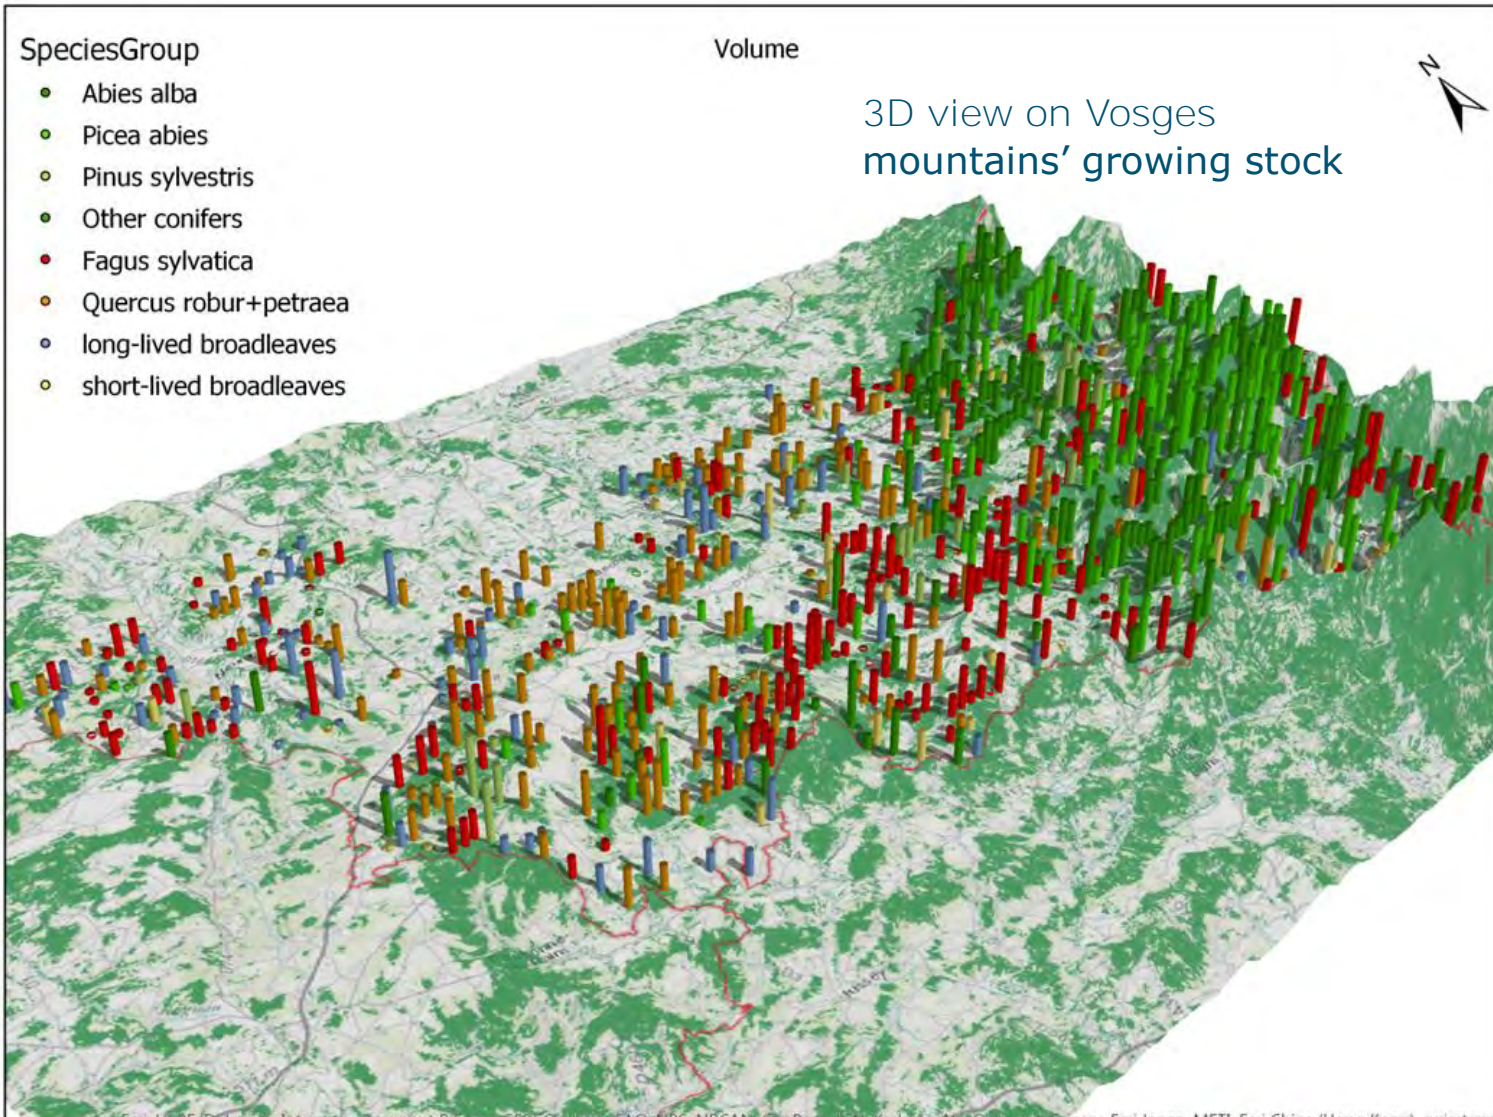 SpeciesGroup
Abies alba
Picea abies
Pinus sylvestris
Other conifers
Fagus sylvatica
Quercus robur+petraea
long-lived broadleaves
short-lived broadleaves
Volume
N
3D view on Vosges
mountains’ growing stock